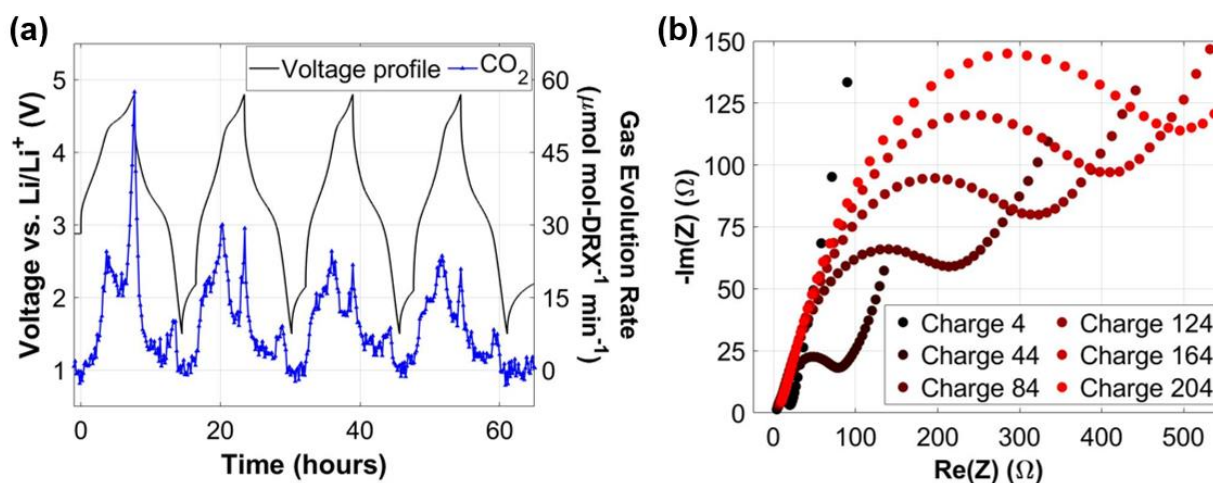 (a)
Voltage profile CO2
Voltage vs. Li/Li+ (V)
5
4
3
2
1
60
45
30
15
0
Gas Evolution Rate
(μmol mol-DRX-1 min-1)
0 20 40 60
Time (hours)
(b)
-Im(Z) (Ω)
150
125
100
75
50
25
0
Charge 4 Charge 124
Charge 44 Charge 164
Charge 84 Charge 204
0 100 200 300 400 500
Re(Z) (Ω)